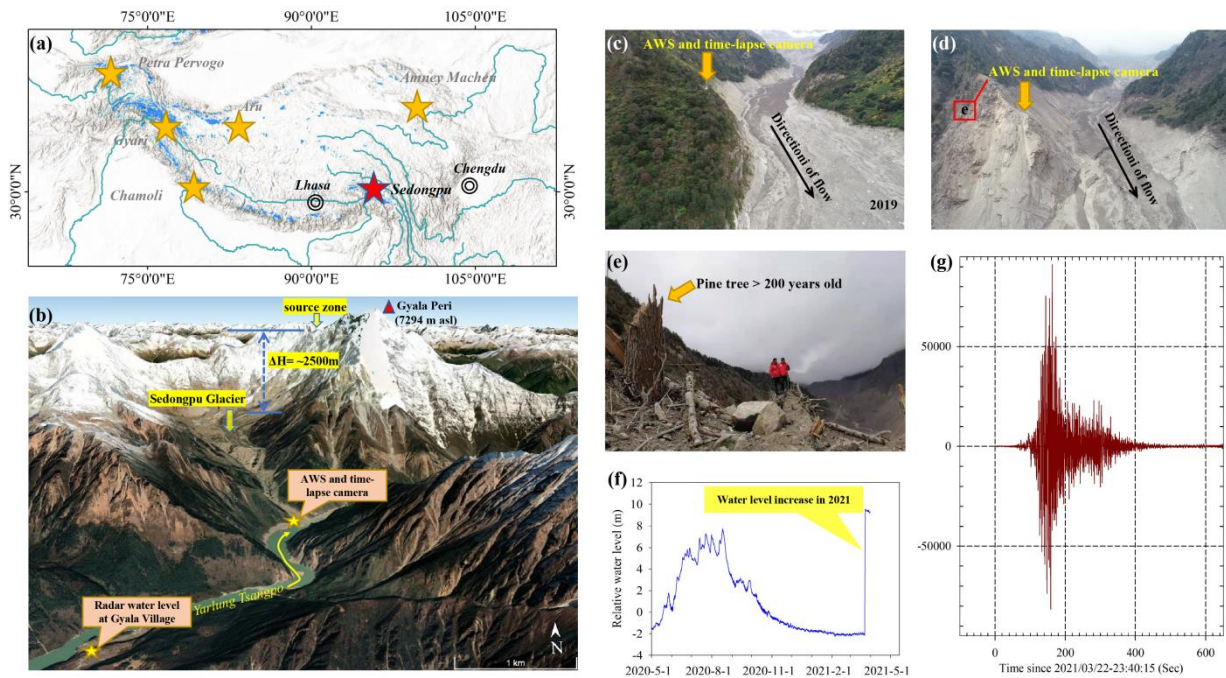 75°0'0"E
90°0'0"E
105°0'0"E
(a)
Petra Pervogo
Amney Machen
Aru
Gyari
Chamoli
Lhasa
Sedongpu
Chengdu
30°0'0"N
30°0'0"N
75°0'0"E
90°0'0"E
105°0'0"E
(b)
source zone
Gyala Peri
(7294 m asl)
ΔH= ~2500m
Sedongpu Glacier
AWS and time-
lapse camera
Yarlung Tsangpo
Radar water level
at Gyala Village
N
1 km
(c)
AWS and time-lapse camera
Directioni of flow
2019
(d)
AWS and time-lapse camera
e
Directioni of flow
(e)
Pine tree > 200 years old
(f)
Water level increase in 2021
Relative water level (m)
12
10
8
6
4
2
0
-2
-4
2020-5-1
2020-8-1
2020-11-1
2021-2-1
2021-5-1
(g)
50000
0
-50000
0
200
400
600
Time since 2021/03/22-23:40:15 (Sec)